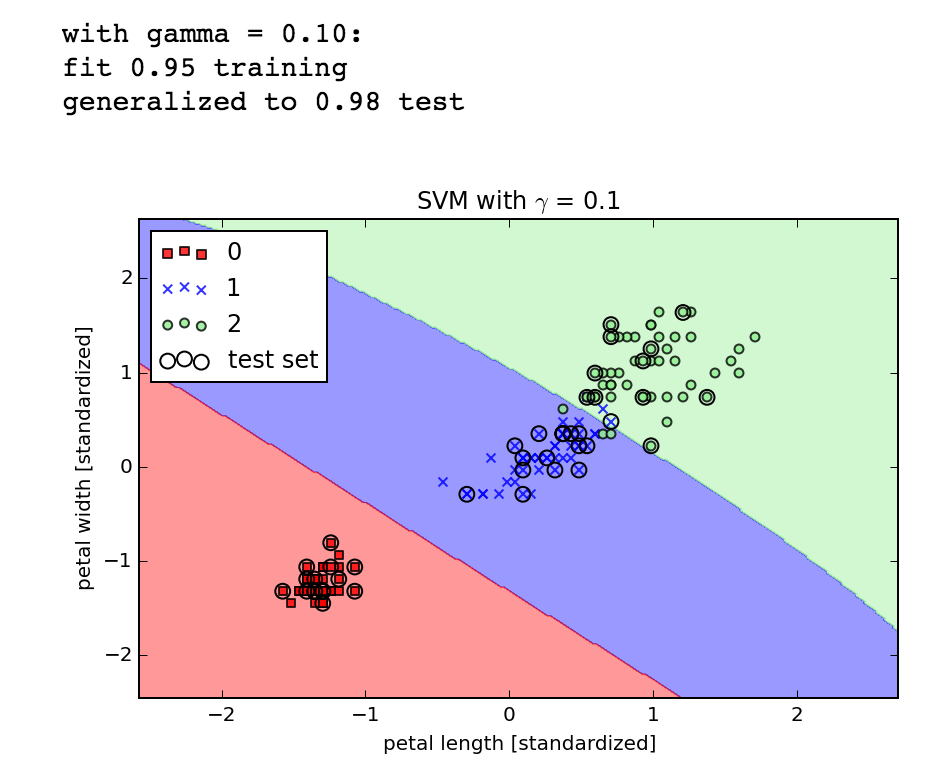 with gamma = 0.10:
fit 0.95 training
generalized to 0.98 test
SVM with γ = 0.1
0
1
2
test set
petal width [standardized]
2
1
0
−1
−2
−2 −1 0 1 2
petal length [standardized]